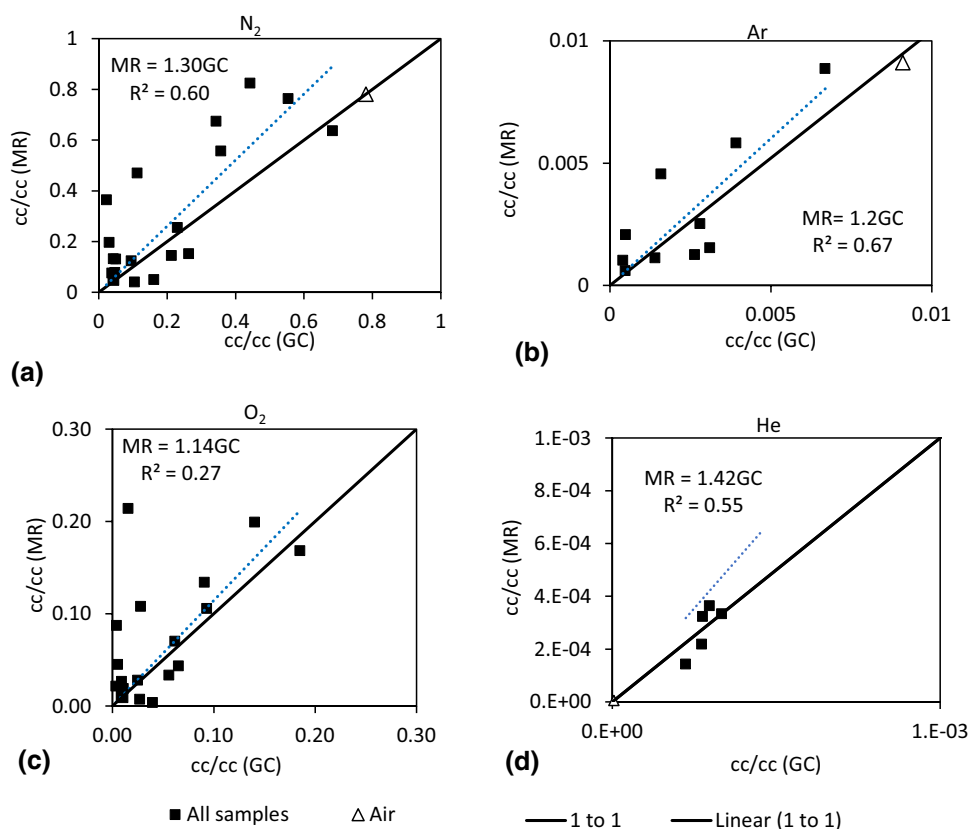 N₂
1
0.8
0.6
0.4
0.2
0
MR = 1.30GC
R² = 0.60
cc/cc (MR)
0 0.2 0.4 0.6 0.8 1
cc/cc (GC)
(a)
Ar
0.01
0.005
0
MR= 1.2GC
R² = 0.67
cc/cc (MR)
0 0.005 0.01
cc/cc (GC)
(b)
O₂
0.30
0.20
0.10
0.00
MR = 1.14GC
R² = 0.27
cc/cc (MR)
0.00 0.10 0.20 0.30
cc/cc (GC)
(c)
He
1.E-03
8.E-04
6.E-04
4.E-04
2.E-04
0.E+00
MR = 1.42GC
R² = 0.55
cc/cc (MR)
0.E+00 1.E-03
cc/cc (GC)
(d)
All samples Air 1 to 1 Linear (1 to 1)